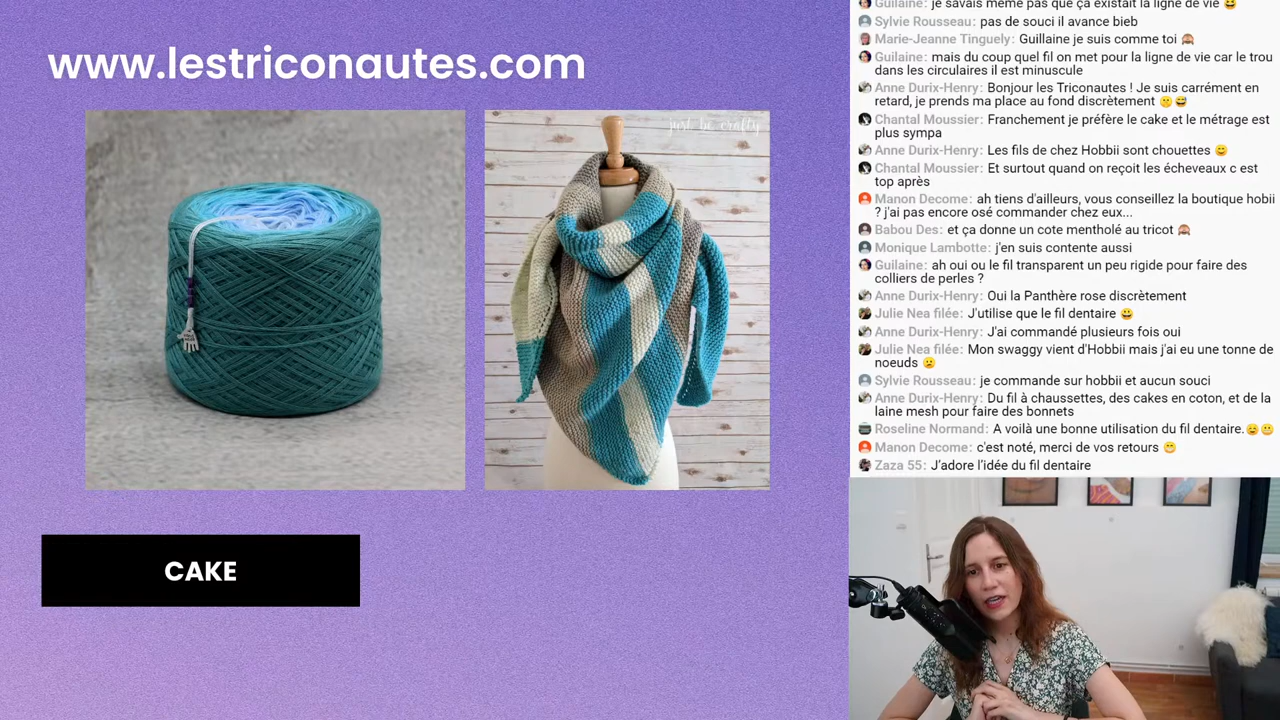 www.lestriconautes.com
just be crafty
CAKE
Guilaine: je savais même pas que ça existait la ligne de vie 😆
Sylvie Rousseau: pas de souci il avance bieb
Marie-Jeanne Tinguely: Guillaine je suis comme toi 🙈
Guilaine: mais du coup quel fil on met pour la ligne de vie car le trou
dans les circulaires il est minuscule
Anne Durix-Henry: Bonjour les Triconautes ! Je suis carrément en
retard, je prends ma place au fond discrètement 🤫😅
Chantal Moussier: Franchement je préfère le cake et le métrage est
plus sympa
Anne Durix-Henry: Les fils de chez Hobbii sont chouettes 😊
Chantal Moussier: Et surtout quand on reçoit les écheveaux c est
top après
Manon Decome: ah tiens d'ailleurs, vous conseillez la boutique hobii
? j'ai pas encore osé commander chez eux...
Babou Des: et ça donne un cote mentholé au tricot 🙈
Monique Lambotte: j'en suis contente aussi
Guilaine: ah oui ou le fil transparent un peu rigide pour faire des
colliers de perles ?
Anne Durix-Henry: Oui la Panthère rose discrètement
Julie Nea filée: J'utilise que le fil dentaire 😀
Anne Durix-Henry: J'ai commandé plusieurs fois oui
Julie Nea filée: Mon swaggy vient d'Hobbii mais j'ai eu une tonne de
noeuds 😕
Sylvie Rousseau: je commande sur hobbii et aucun souci
Anne Durix-Henry: Du fil à chaussettes, des cakes en coton, et de la
laine mesh pour faire des bonnets
Roseline Normand: A voilà une bonne utilisation du fil dentaire.😉😬
Manon Decome: c'est noté, merci de vos retours 😁
Zaza 55: J'adore l'idée du fil dentaire